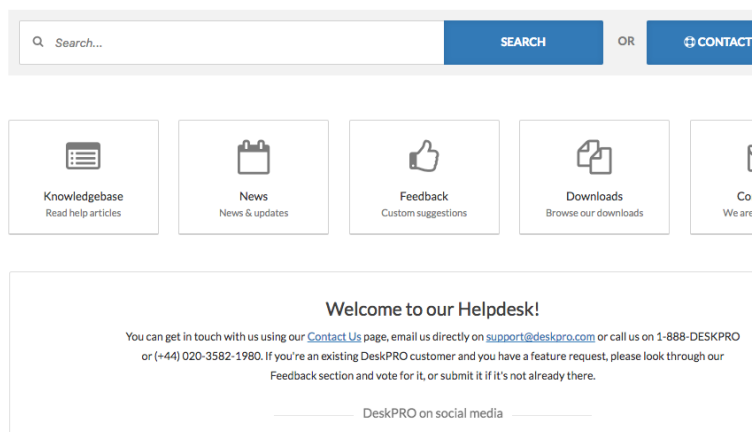 Search...
SEARCH
OR
CONTACT
Knowledgebase
Read help articles
News
News & updates
Feedback
Custom suggestions
Downloads
Browse our downloads
Co
We are
Welcome to our Helpdesk!
You can get in touch with us using our Contact Us page, email us directly on support@deskpro.com or call us on 1-888-DESKPRO
or (+44) 020-3582-1980. If you're an existing DeskPRO customer and you have a feature request, please look through our
Feedback section and vote for it, or submit it if it's not already there.
DeskPRO on social media